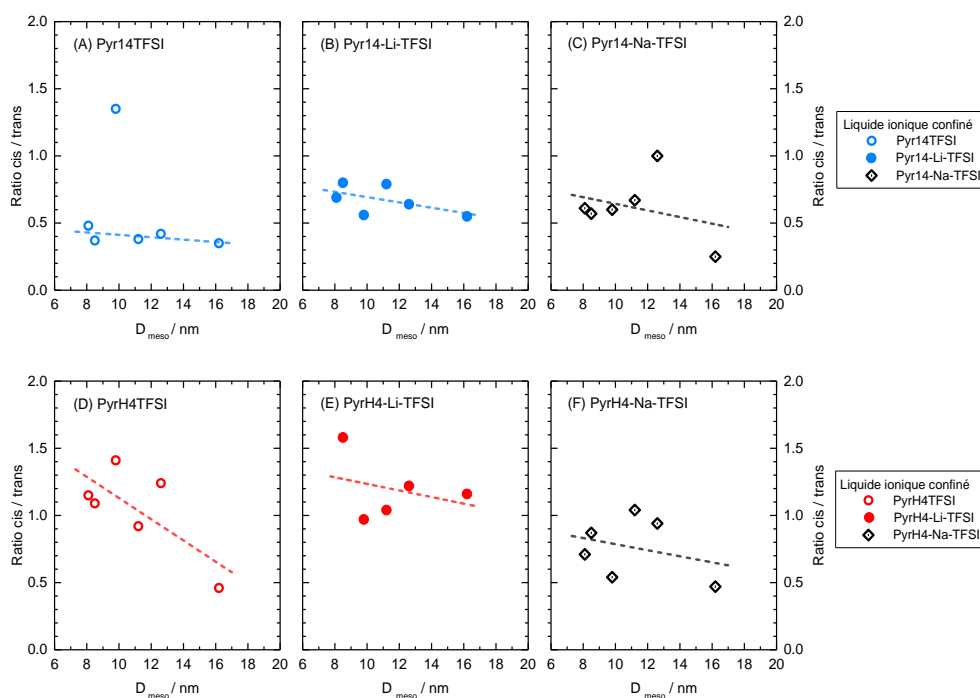 (A) Pyr14TFSI
(B) Pyr14-Li-TFSI
(C) Pyr14-Na-TFSI
Ratio cis / trans
2.0
1.5
1.0
0.5
0.0
2.0
1.5
1.0
0.5
0.0
Ratio cis / trans
6 8 10 12 14 16 18 20
6 8 10 12 14 16 18 20
6 8 10 12 14 16 18 20
D meso / nm
D meso / nm
D meso / nm
Liquide ionique confiné
Pyr14TFSI
Pyr14-Li-TFSI
Pyr14-Na-TFSI
(D) PyrH4TFSI
(E) PyrH4-Li-TFSI
(F) PyrH4-Na-TFSI
Ratio cis / trans
2.0
1.5
1.0
0.5
0.0
2.0
1.5
1.0
0.5
0.0
Ratio cis / trans
6 8 10 12 14 16 18 20
6 8 10 12 14 16 18 20
6 8 10 12 14 16 18 20
D meso / nm
D meso / nm
D meso / nm
Liquide ionique confiné
PyrH4TFSI
PyrH4-Li-TFSI
PyrH4-Na-TFSI